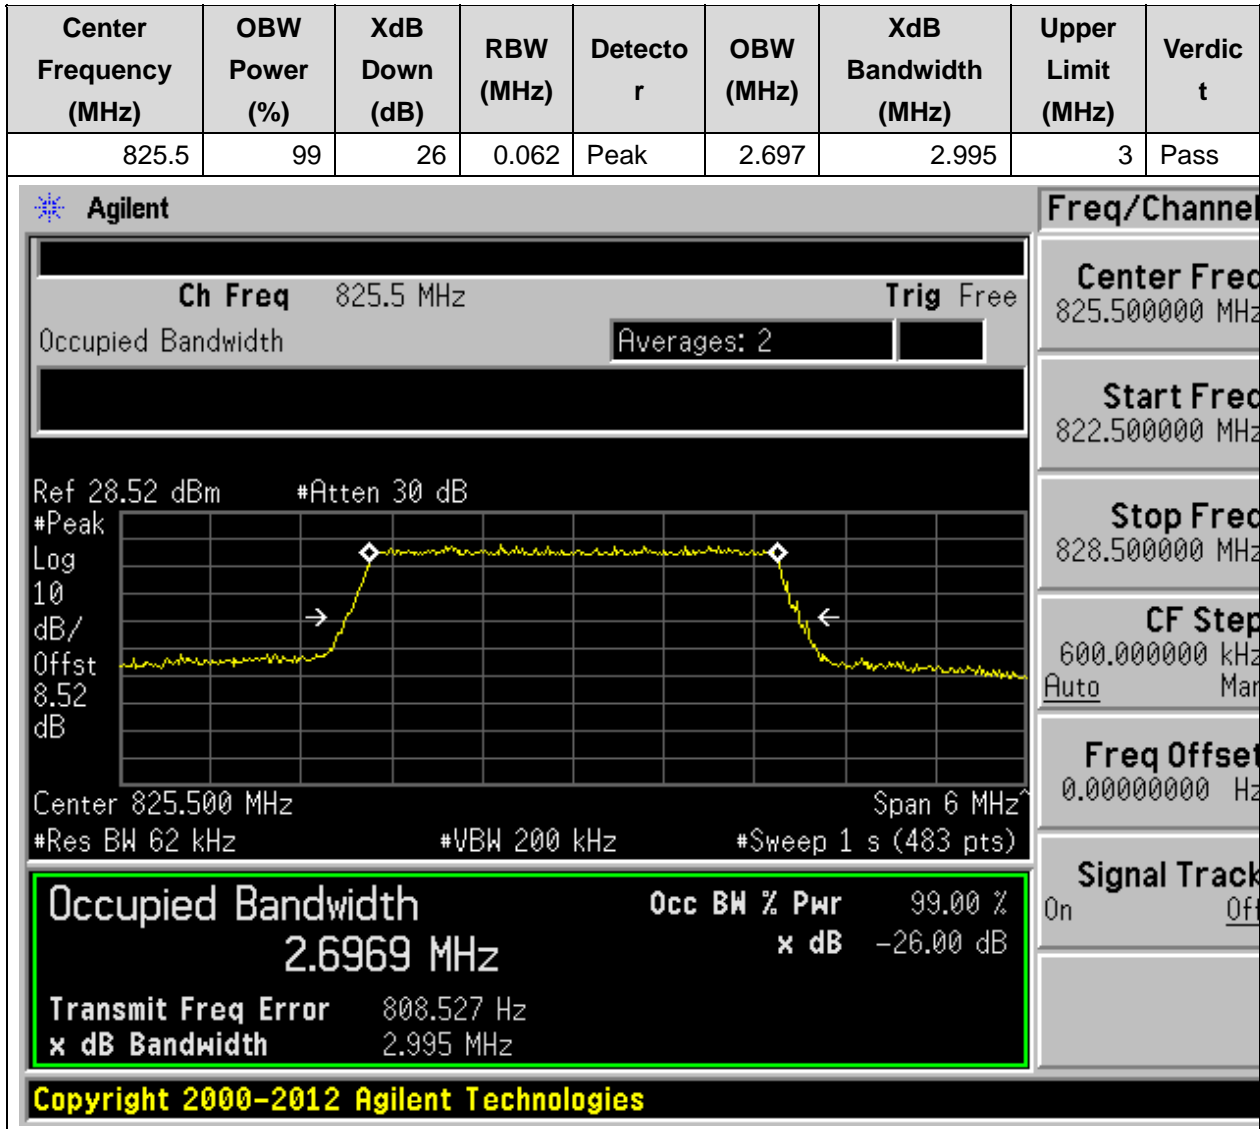 Center Frequency (MHz) OBW Power (%) XdB Down (dB) RBW (MHz) Detecto r OBW (MHz) XdB Bandwidth (MHz) Upper Limit (MHz) Verdic t
825.5 99 26 0.062 Peak 2.697 2.995 3 Pass
Agilent
Freq/Channel
Ch Freq 825.5 MHz Trig Free
Occupied Bandwidth Averages: 2
Center Freq
825.500000 MHz
Start Freq
822.500000 MHz
Stop Freq
828.500000 MHz
CF Step
600.000000 kHz
Auto Man
Freq Offset
0.00000000 Hz
Signal Track
On Off
Ref 28.52 dBm #Atten 30 dB
#Peak
Log
10
dB/
Offst
8.52
dB
Center 825.500 MHz Span 6 MHz^
#Res BW 62 kHz #VBW 200 kHz #Sweep 1 s (483 pts)
Occupied Bandwidth Occ BW % Pwr 99.00 %
2.6969 MHz x dB -26.00 dB
Transmit Freq Error 808.527 Hz
x dB Bandwidth 2.995 MHz
Copyright 2000-2012 Agilent Technologies